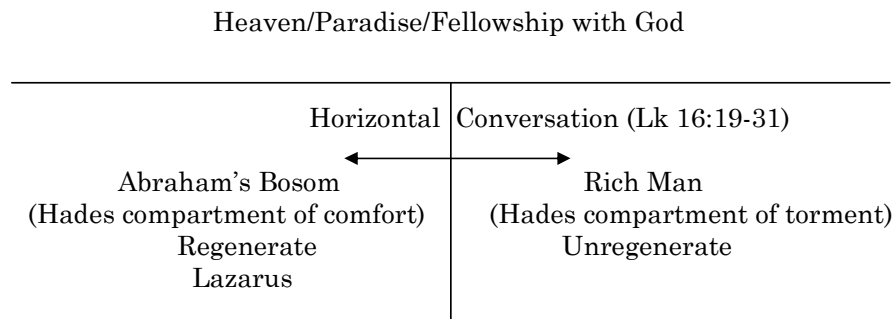 Heaven/Paradise/Fellowship with God
Horizontal Conversation (Lk 16:19-31)
Abraham’s Bosom
(Hades compartment of comfort)
Regenerate
Lazarus
Rich Man
(Hades compartment of torment)
Unregenerate